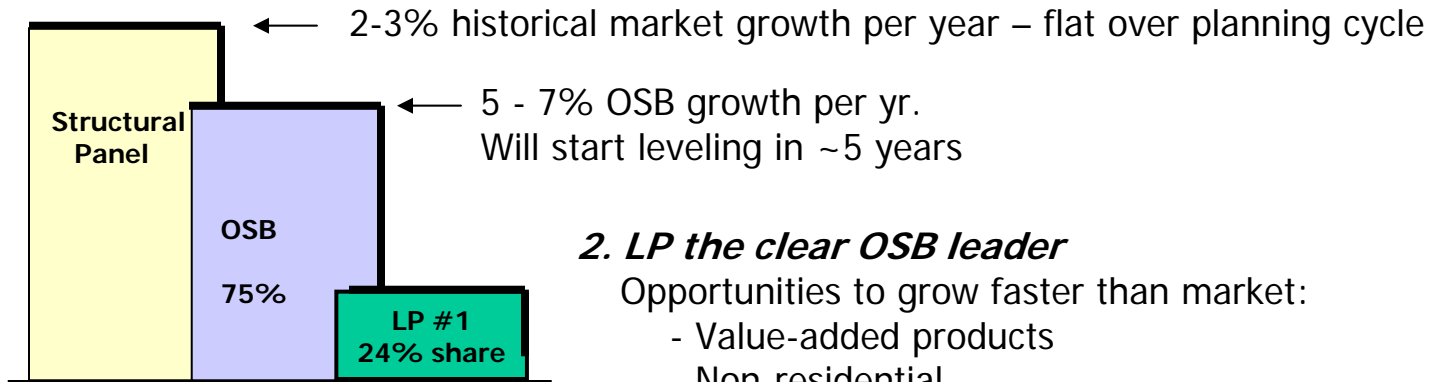 2-3% historical market growth per year – flat over planning cycle
Structural
Panel
5 - 7% OSB growth per yr.
Will start leveling in ~5 years
OSB
75%
LP #1
24% share
2. LP the clear OSB leader
Opportunities to grow faster than market:
- Value-added products
Non residential